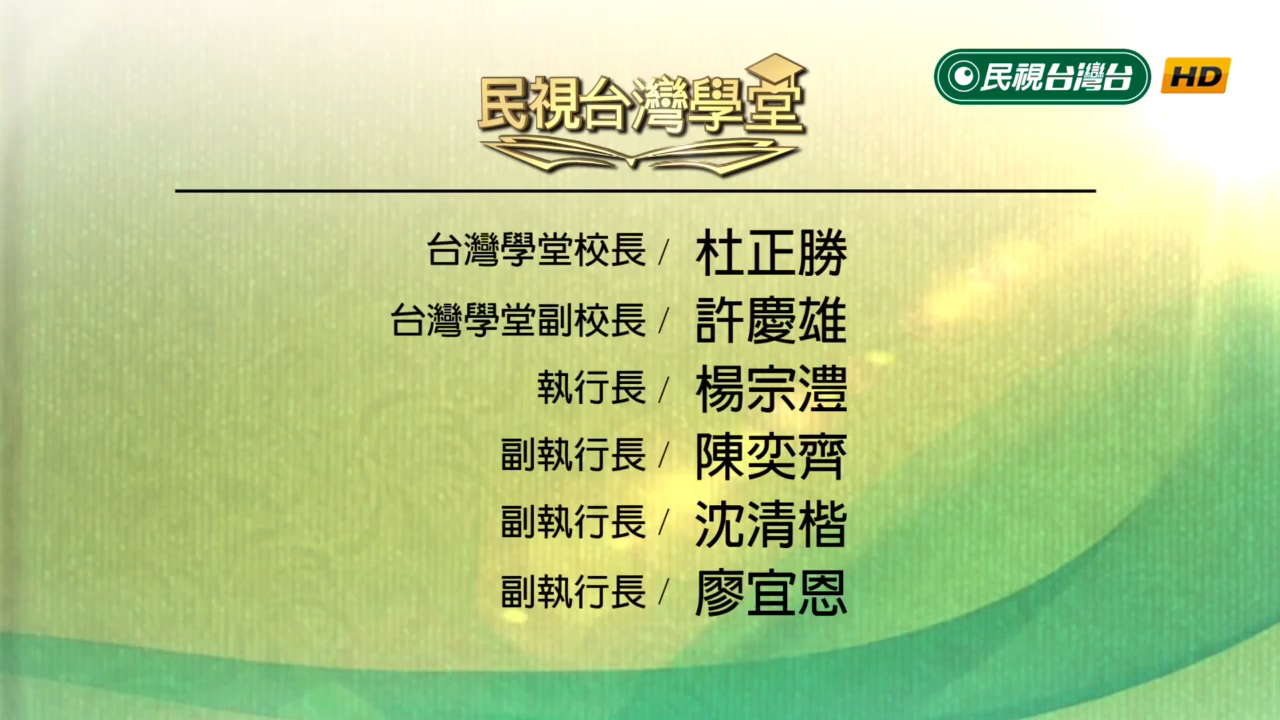 民視台灣學堂
民視台灣台 HD
台灣學堂校長 / 杜正勝
台灣學堂副校長 / 許慶雄
執行長 / 楊宗澧
副執行長 / 陳奕齊
副執行長 / 沈清楷
副執行長 / 廖宜恩